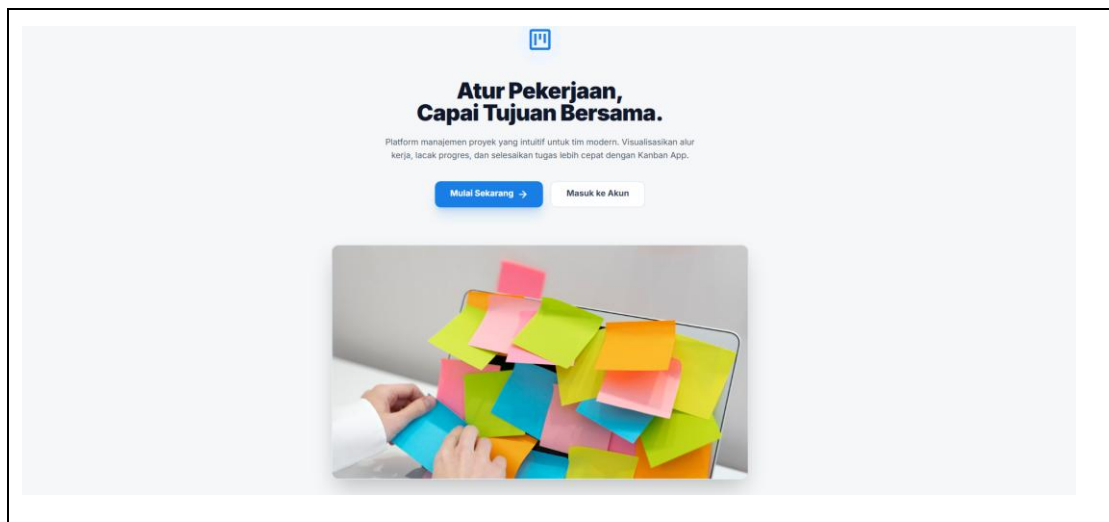 Atur Pekerjaan,
Capai Tujuan Bersama.
Platform manajemen proyek yang intuitif untuk tim modern. Visualisasikan alur
kerja, lacak progres, dan selesaikan tugas lebih cepat dengan Kanban App.
Mulai Sekarang →
Masuk ke Akun